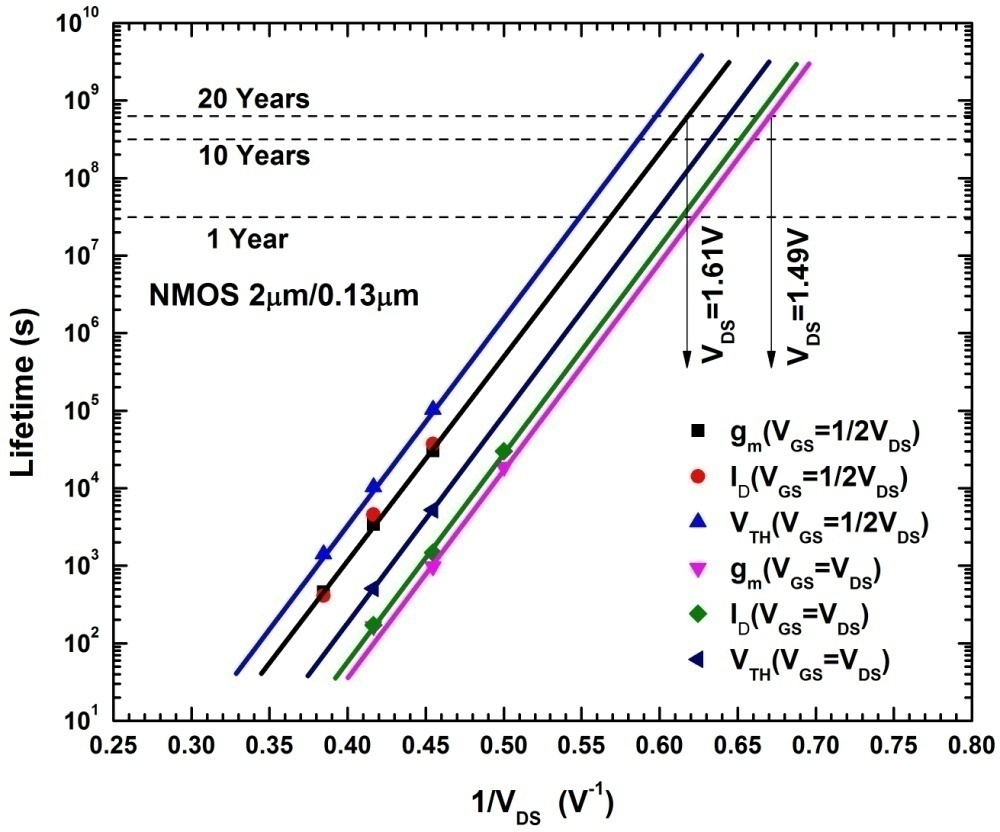 10^10
10^9
10^8
10^7
10^6
10^5
10^4
10^3
10^2
10^1
Lifetime (s)
20 Years
10 Years
1 Year
NMOS 2μm/0.13μm
V_DS=1.61V
V_DS=1.49V
g_m(V_GS=1/2V_DS)
I_D(V_GS=1/2V_DS)
V_TH(V_GS=1/2V_DS)
g_m(V_GS=V_DS)
I_D(V_GS=V_DS)
V_TH(V_GS=V_DS)
0.25 0.30 0.35 0.40 0.45 0.50 0.55 0.60 0.65 0.70 0.75 0.80
1/V_DS (V^-1)